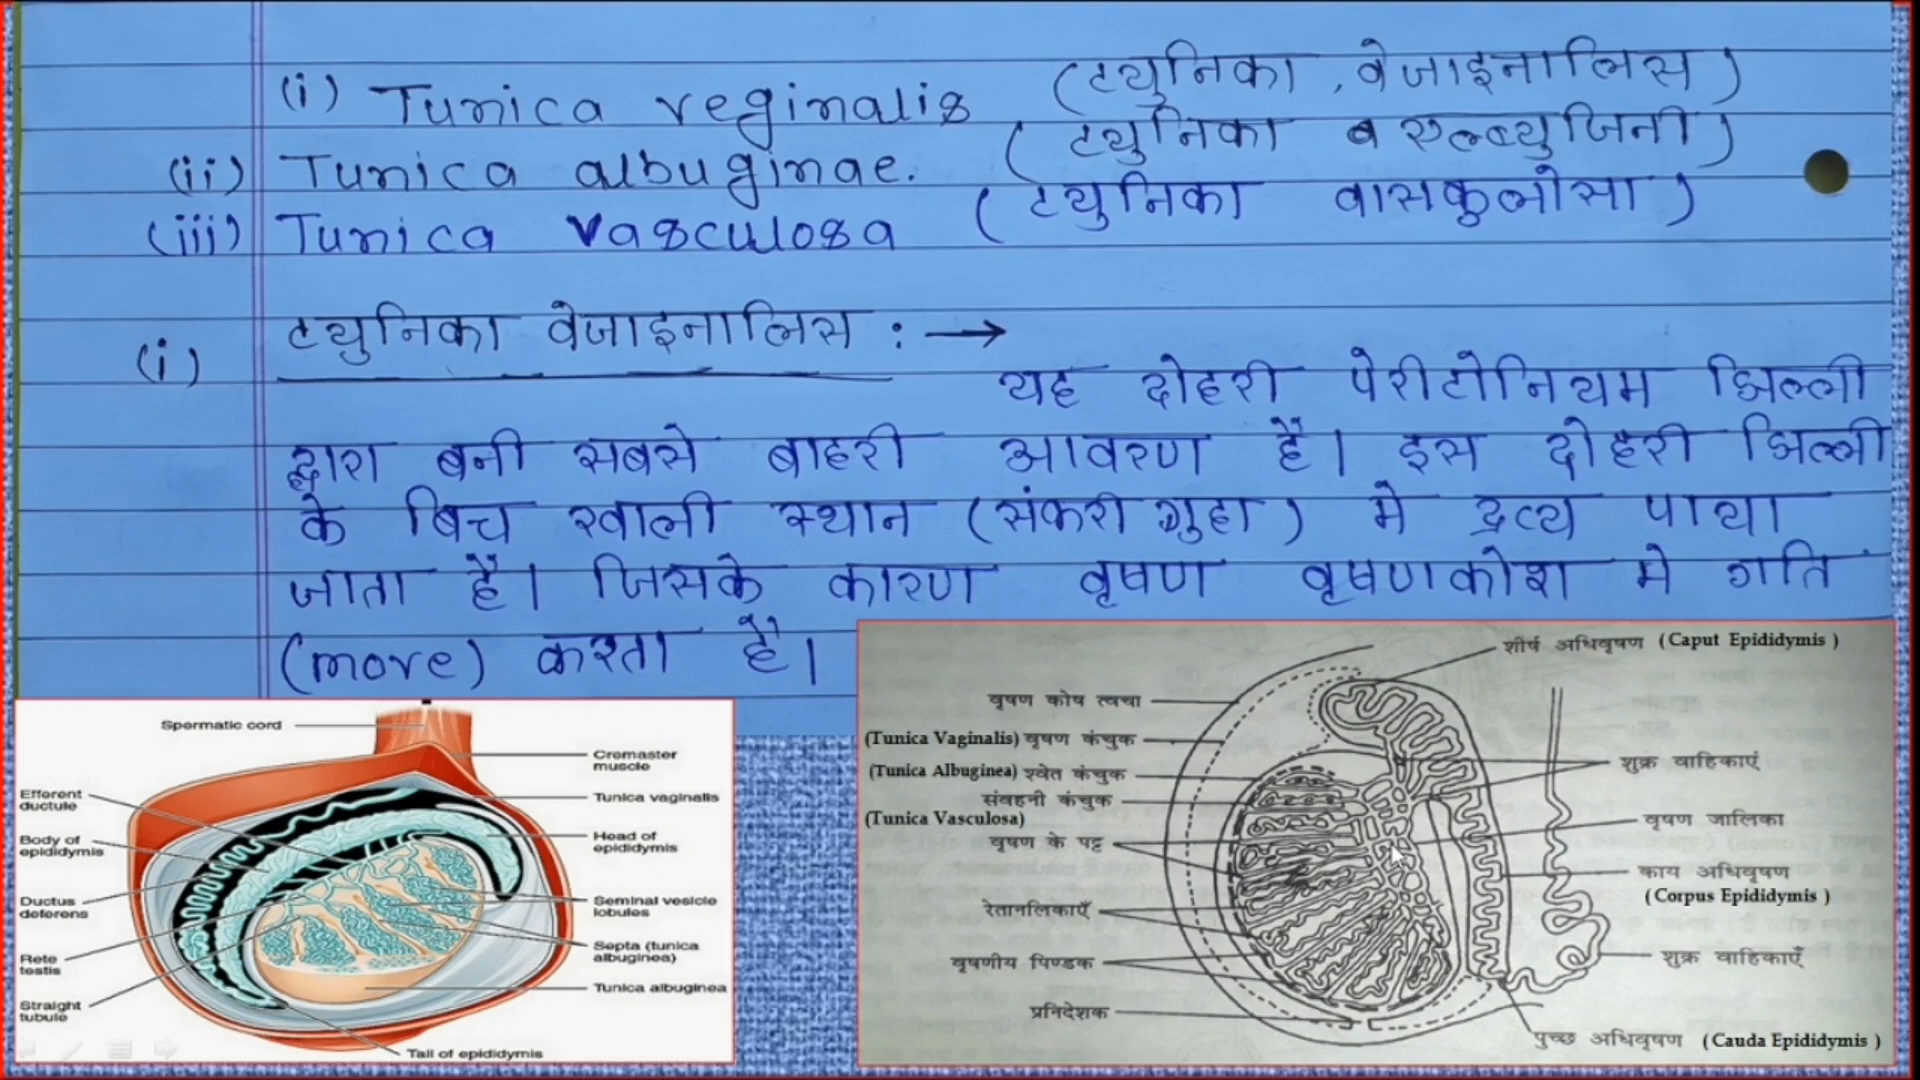 (i) Tunica veginalis (ट्युनिका, वेजाइनालिस)
(ii) Tunica albuginae. (ट्युनिका व एल्ब्युजिनी)
(iii) Tunica vasculosa (ट्युनिका वासकुलोसा)
(i) ट्युनिका वेजाइनालिस : →
यह दोहरी पेरीटोनियम झिल्ली
द्वारा बनी सबसे बाहरी आवरण है। इस दोहरी झिल्ली
के बिच खाली स्थान (संकरी गुहा) मे द्रव्य पाया
जाता है। जिसके कारण वृषण वृषणकोश मे गति
(move) करता है।
Spermatic cord
Cremaster
muscle
Efferent
ductule
Tunica vaginalis
Body of
epididymis
Head of
epididymis
Ductus
deferens
Seminal vesicle
lobules
Septa (tunica
albuginea)
Rete
testis
Tunica albuginea
Straight
tubule
Tail of epididymis
शीर्ष अधिवृषण (Caput Epididymis)
वृषण कोष त्वचा
(Tunica Vaginalis) वृषण कंचुक
(Tunica Albuginea) श्वेत कंचुक
संवहनी कंचुक
(Tunica Vasculosa)
वृषण के पट्ट
रेतानलिकाएँ
वृषणीय पिण्डक
प्रनिदेशक
शुक्र वाहिकाएं
वृषण जालिका
काय अधिवृषण
(Corpus Epididymis)
शुक्र वाहिकाएँ
पुच्छ अधिवृषण (Cauda Epididymis)